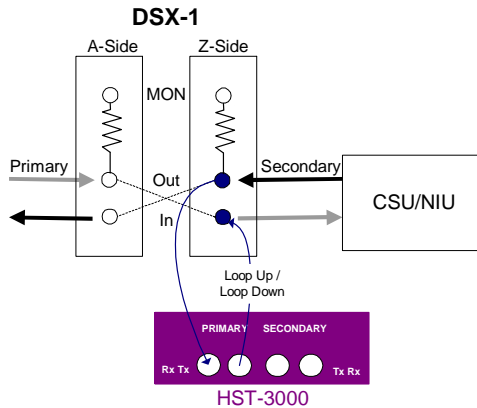 DSX-1
A-Side
Z-Side
MON
Primary
Out
Secondary
In
CSU/NIU
Loop Up /
Loop Down
PRIMARY SECONDARY
Rx Tx
Tx Rx
HST-3000